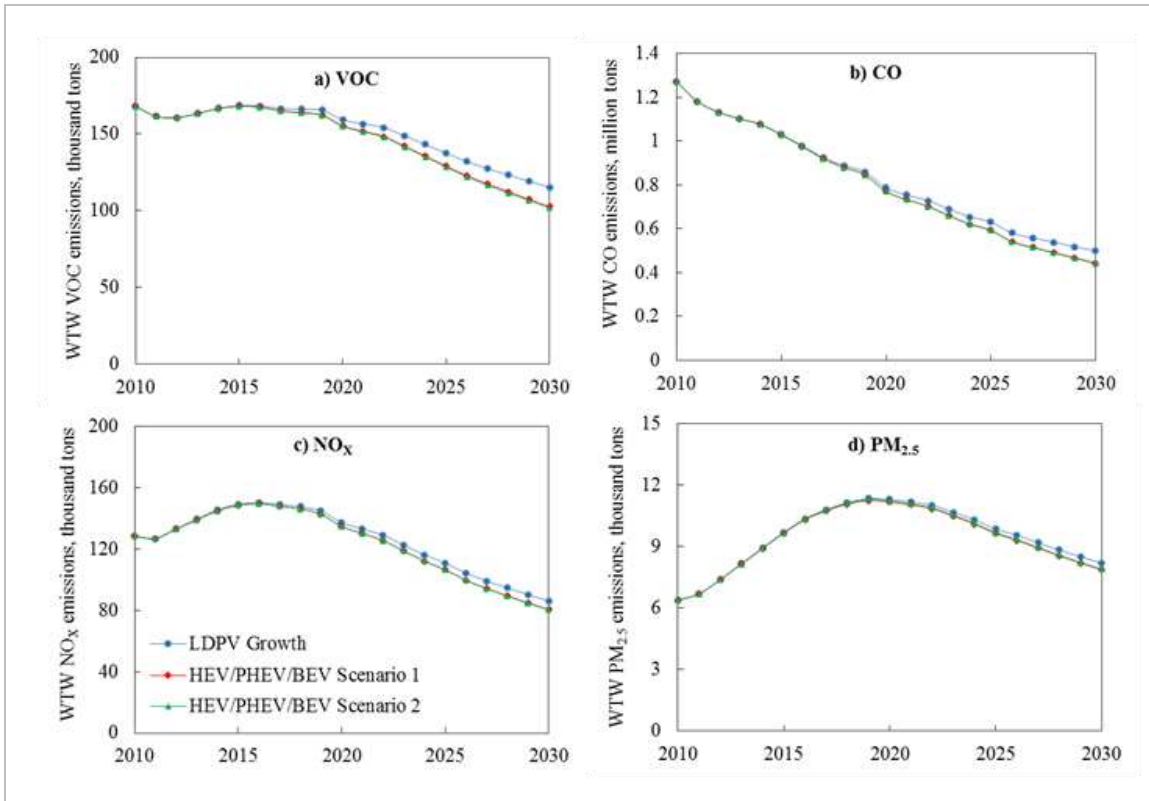 a) VOC
WTW VOC emissions, thousand tons
200
150
100
50
0
2010 2015 2020 2025 2030
b) CO
WTW CO emissions, million tons
1.4
1.2
1
0.8
0.6
0.4
0.2
0
2010 2015 2020 2025 2030
c) NOX
WTW NOX emissions, thousand tons
200
160
120
80
40
0
LDPV Growth
HEV/PHEV/BEV Scenario 1
HEV/PHEV/BEV Scenario 2
2010 2015 2020 2025 2030
d) PM2.5
WTW PM2.5 emissions, thousand tons
15
12
9
6
3
0
2010 2015 2020 2025 2030